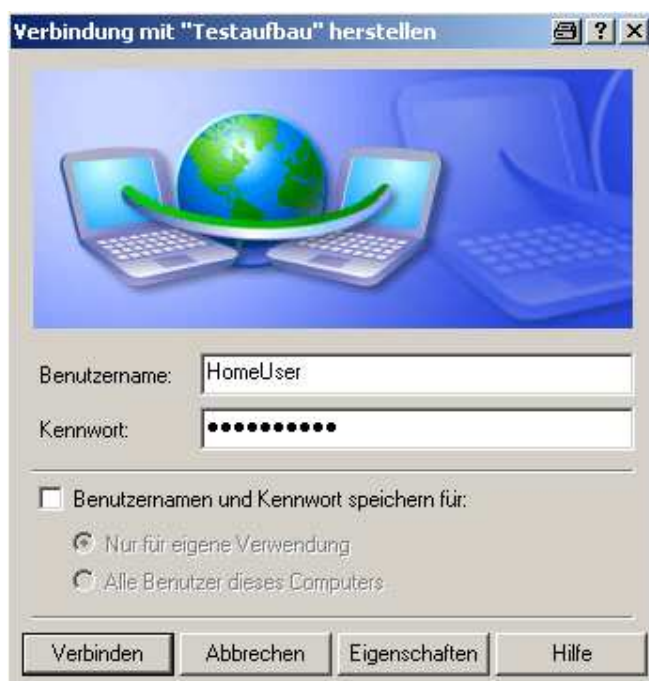 Verbindung mit "Testaufbau" herstellen
Benutzername: HomeUser
Kennwort: ●●●●●●●●●●
Benutzernamen und Kennwort speichern für:
Nur für eigene Verwendung
Alle Benutzer dieses Computers
Verbinden Abbrechen Eigenschaften Hilfe